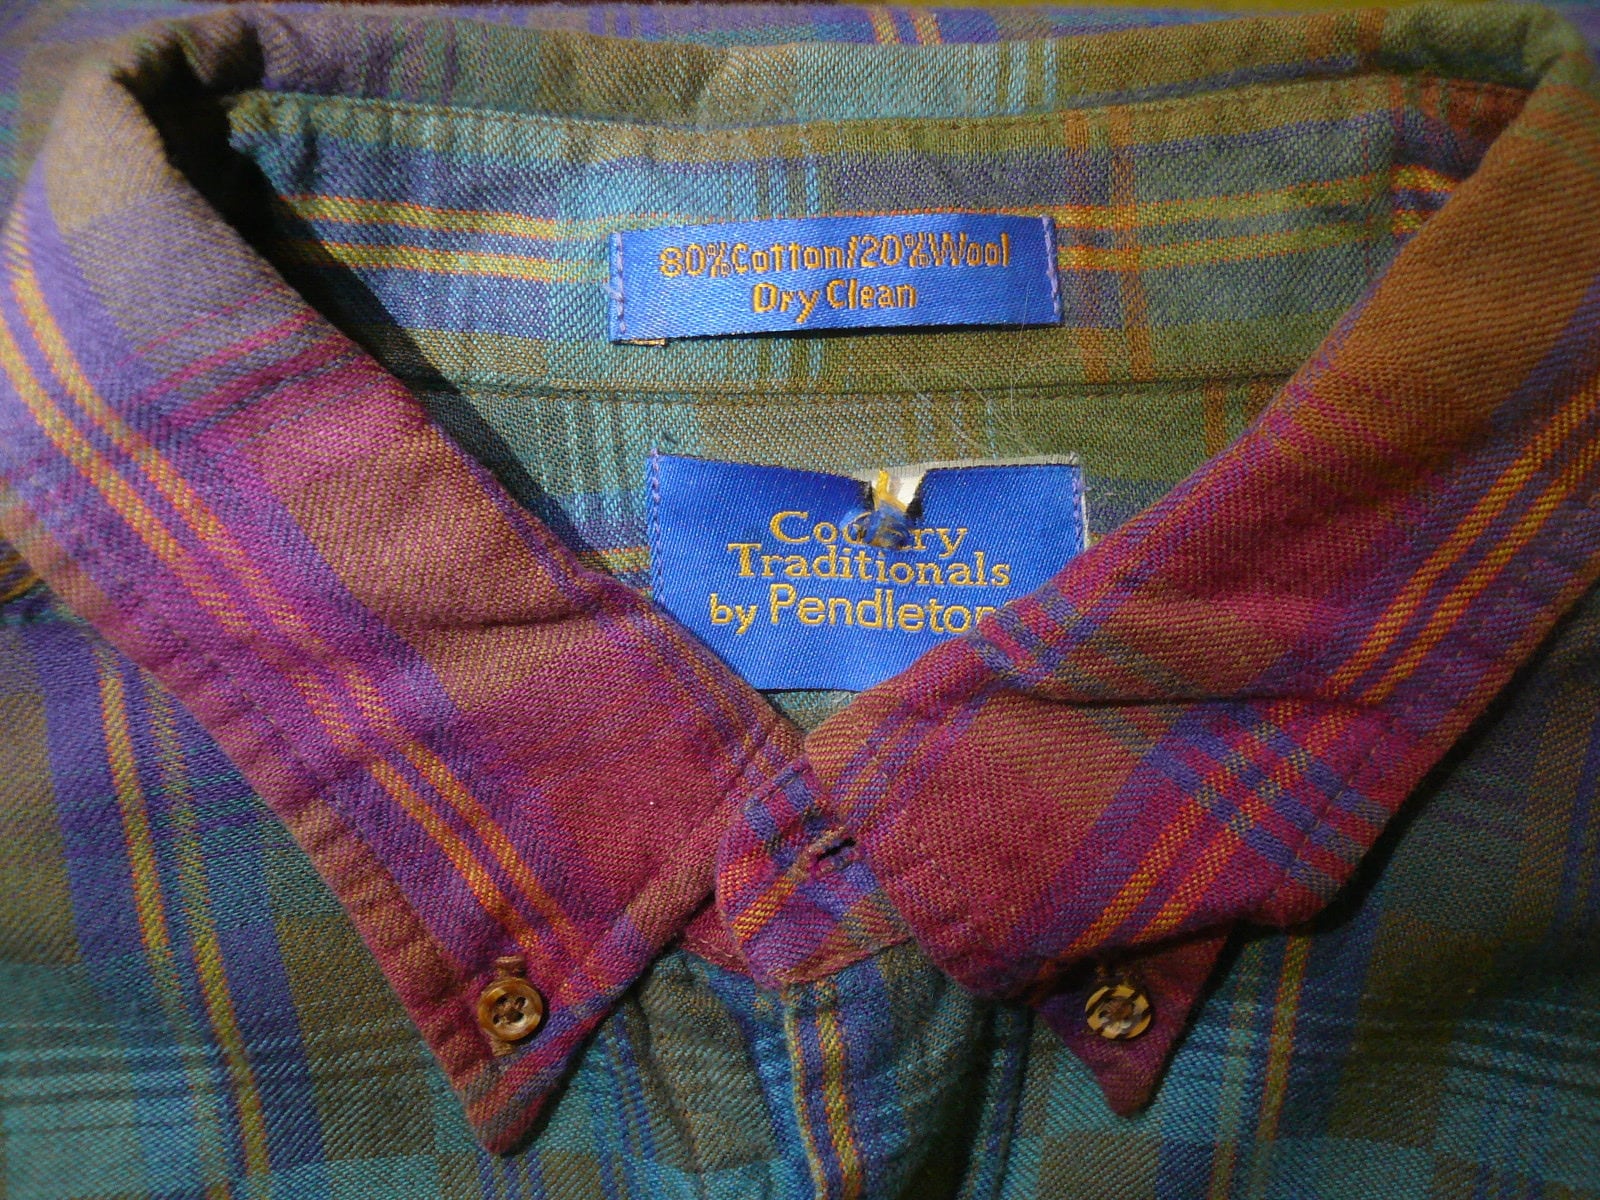 80%Cotton/20%Wool
Dry Clean
Traditionals
by Pendleton